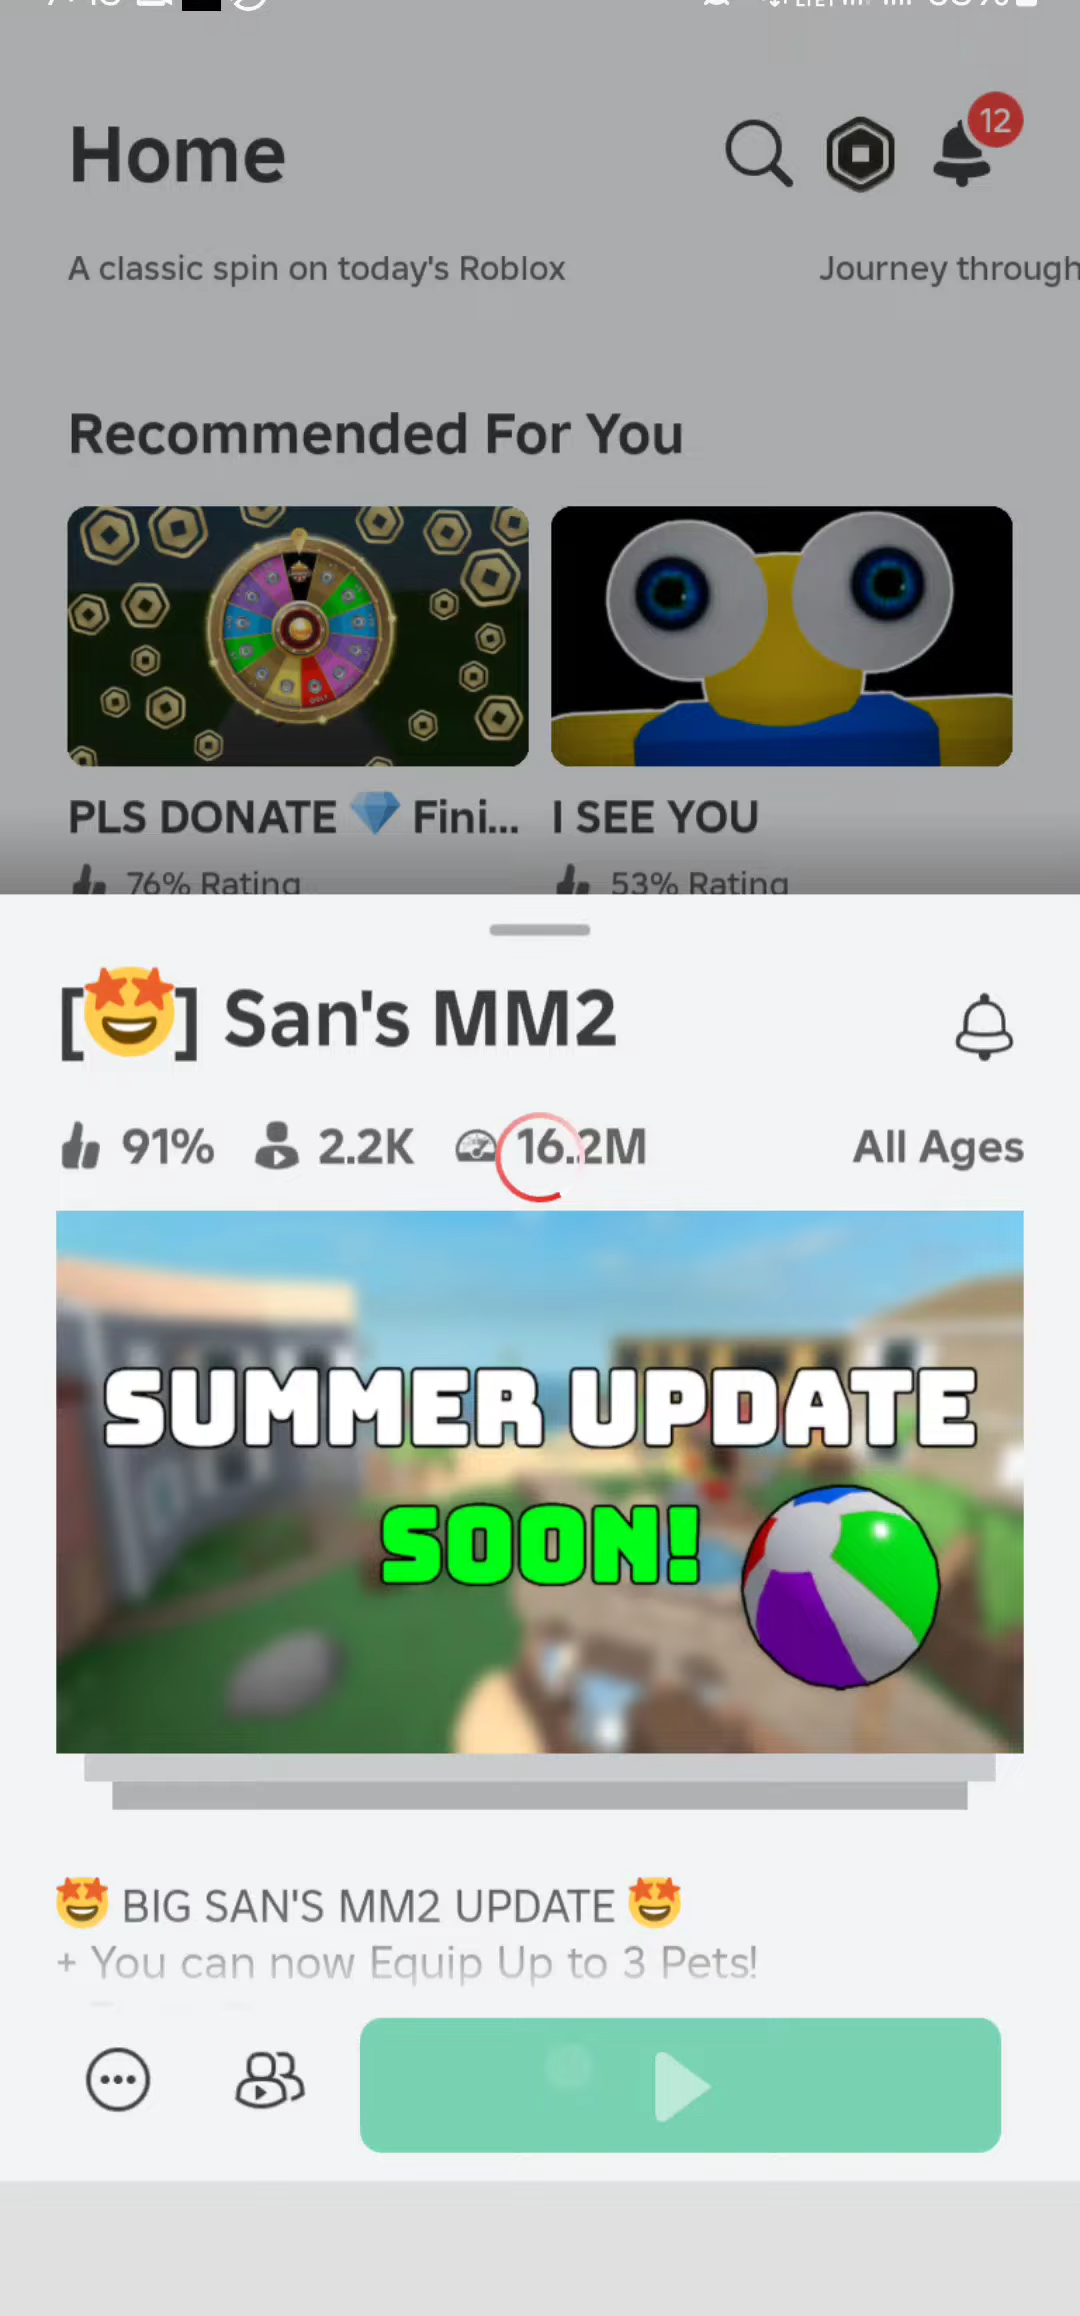 Home
12
A classic spin on today's Roblox
Journey through
Recommended For You
PLS DONATE 💎 Fini...
I SEE YOU
76% Rating
53% Rating
[🤩] San's MM2
91%
2.2K
16.2M
All Ages
SUMMER UPDATE
SOON!
🤩 BIG SAN'S MM2 UPDATE 🤩
+ You can now Equip Up to 3 Pets!